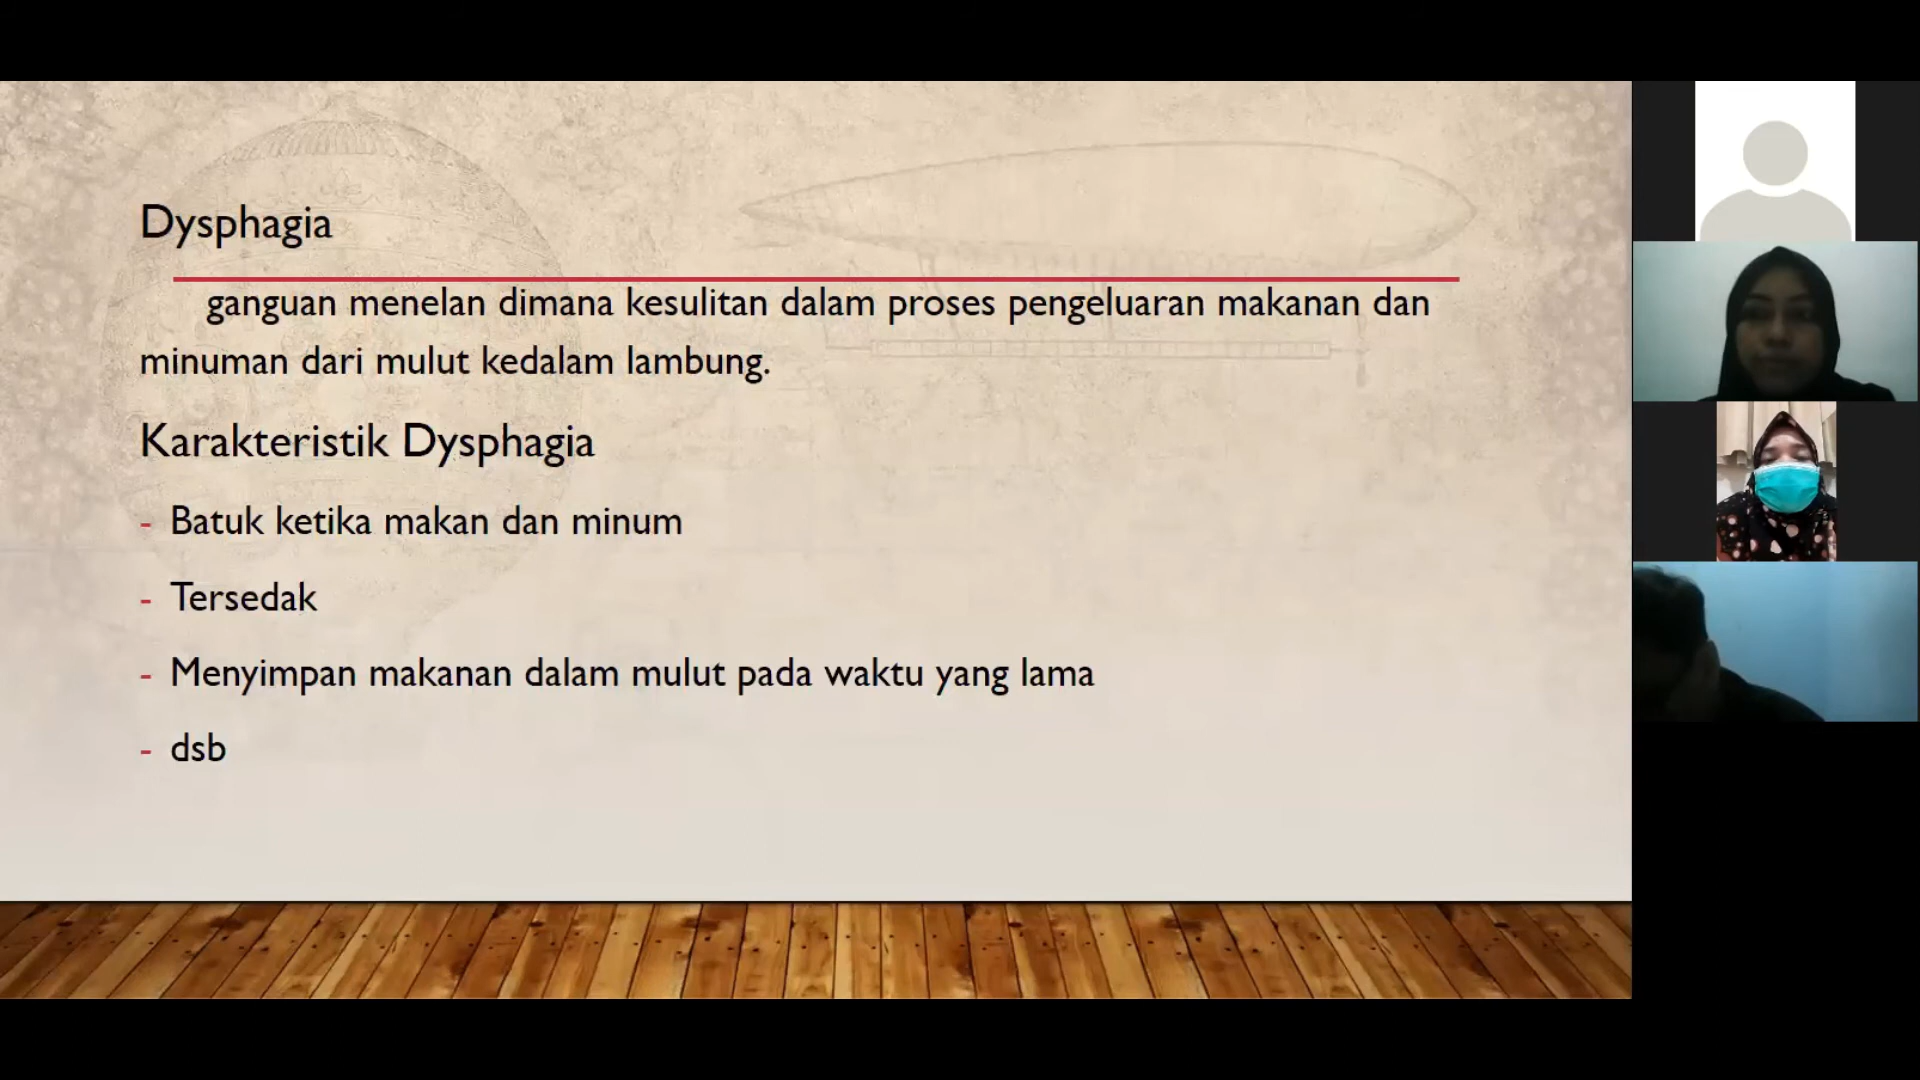 Dysphagia
ganguan menelan dimana kesulitan dalam proses pengeluaran makanan dan
minuman dari mulut kedalam lambung.
Karakteristik Dysphagia
- Batuk ketika makan dan minum
- Tersedak
- Menyimpan makanan dalam mulut pada waktu yang lama
- dsb